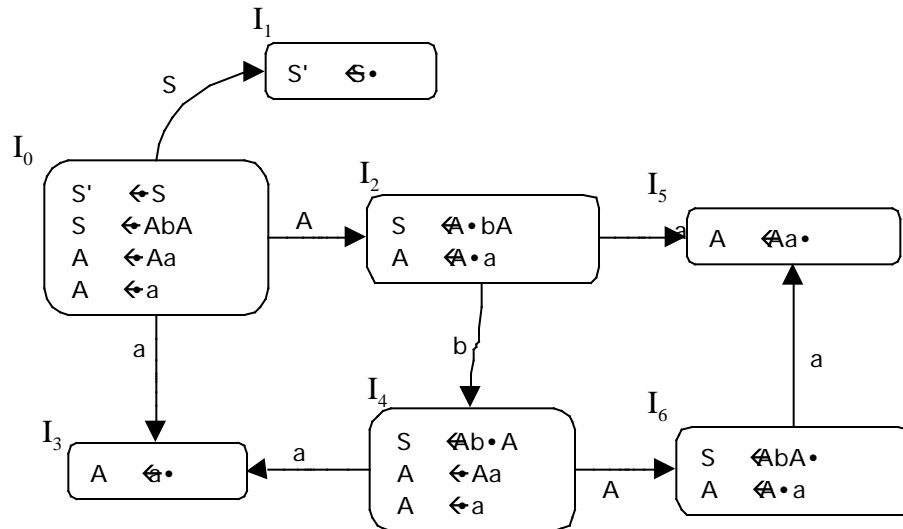 I1
S' ←S•
S
I0
S' ←•S
S ←•AbA
A ←•Aa
A ←•a
A
I2
S ←A•bA
A ←A•a
a
I5
A ←Aa•
a
b
a
I3
A ←a•
a
I4
S ←Ab•A
A ←•Aa
A ←•a
A
I6
S ←AbA•
A ←A•a